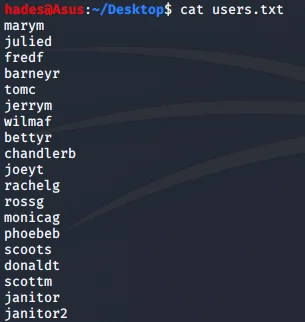 hades@Asus:~/Desktop$ cat users.txt
marym
julied
fredf
barneyr
tomc
jerrym
wilmaf
bettyr
chandlerb
joeyt
rachelg
rossg
monicag
phoebeb
scoots
donaldt
scottm
janitor
janitor2